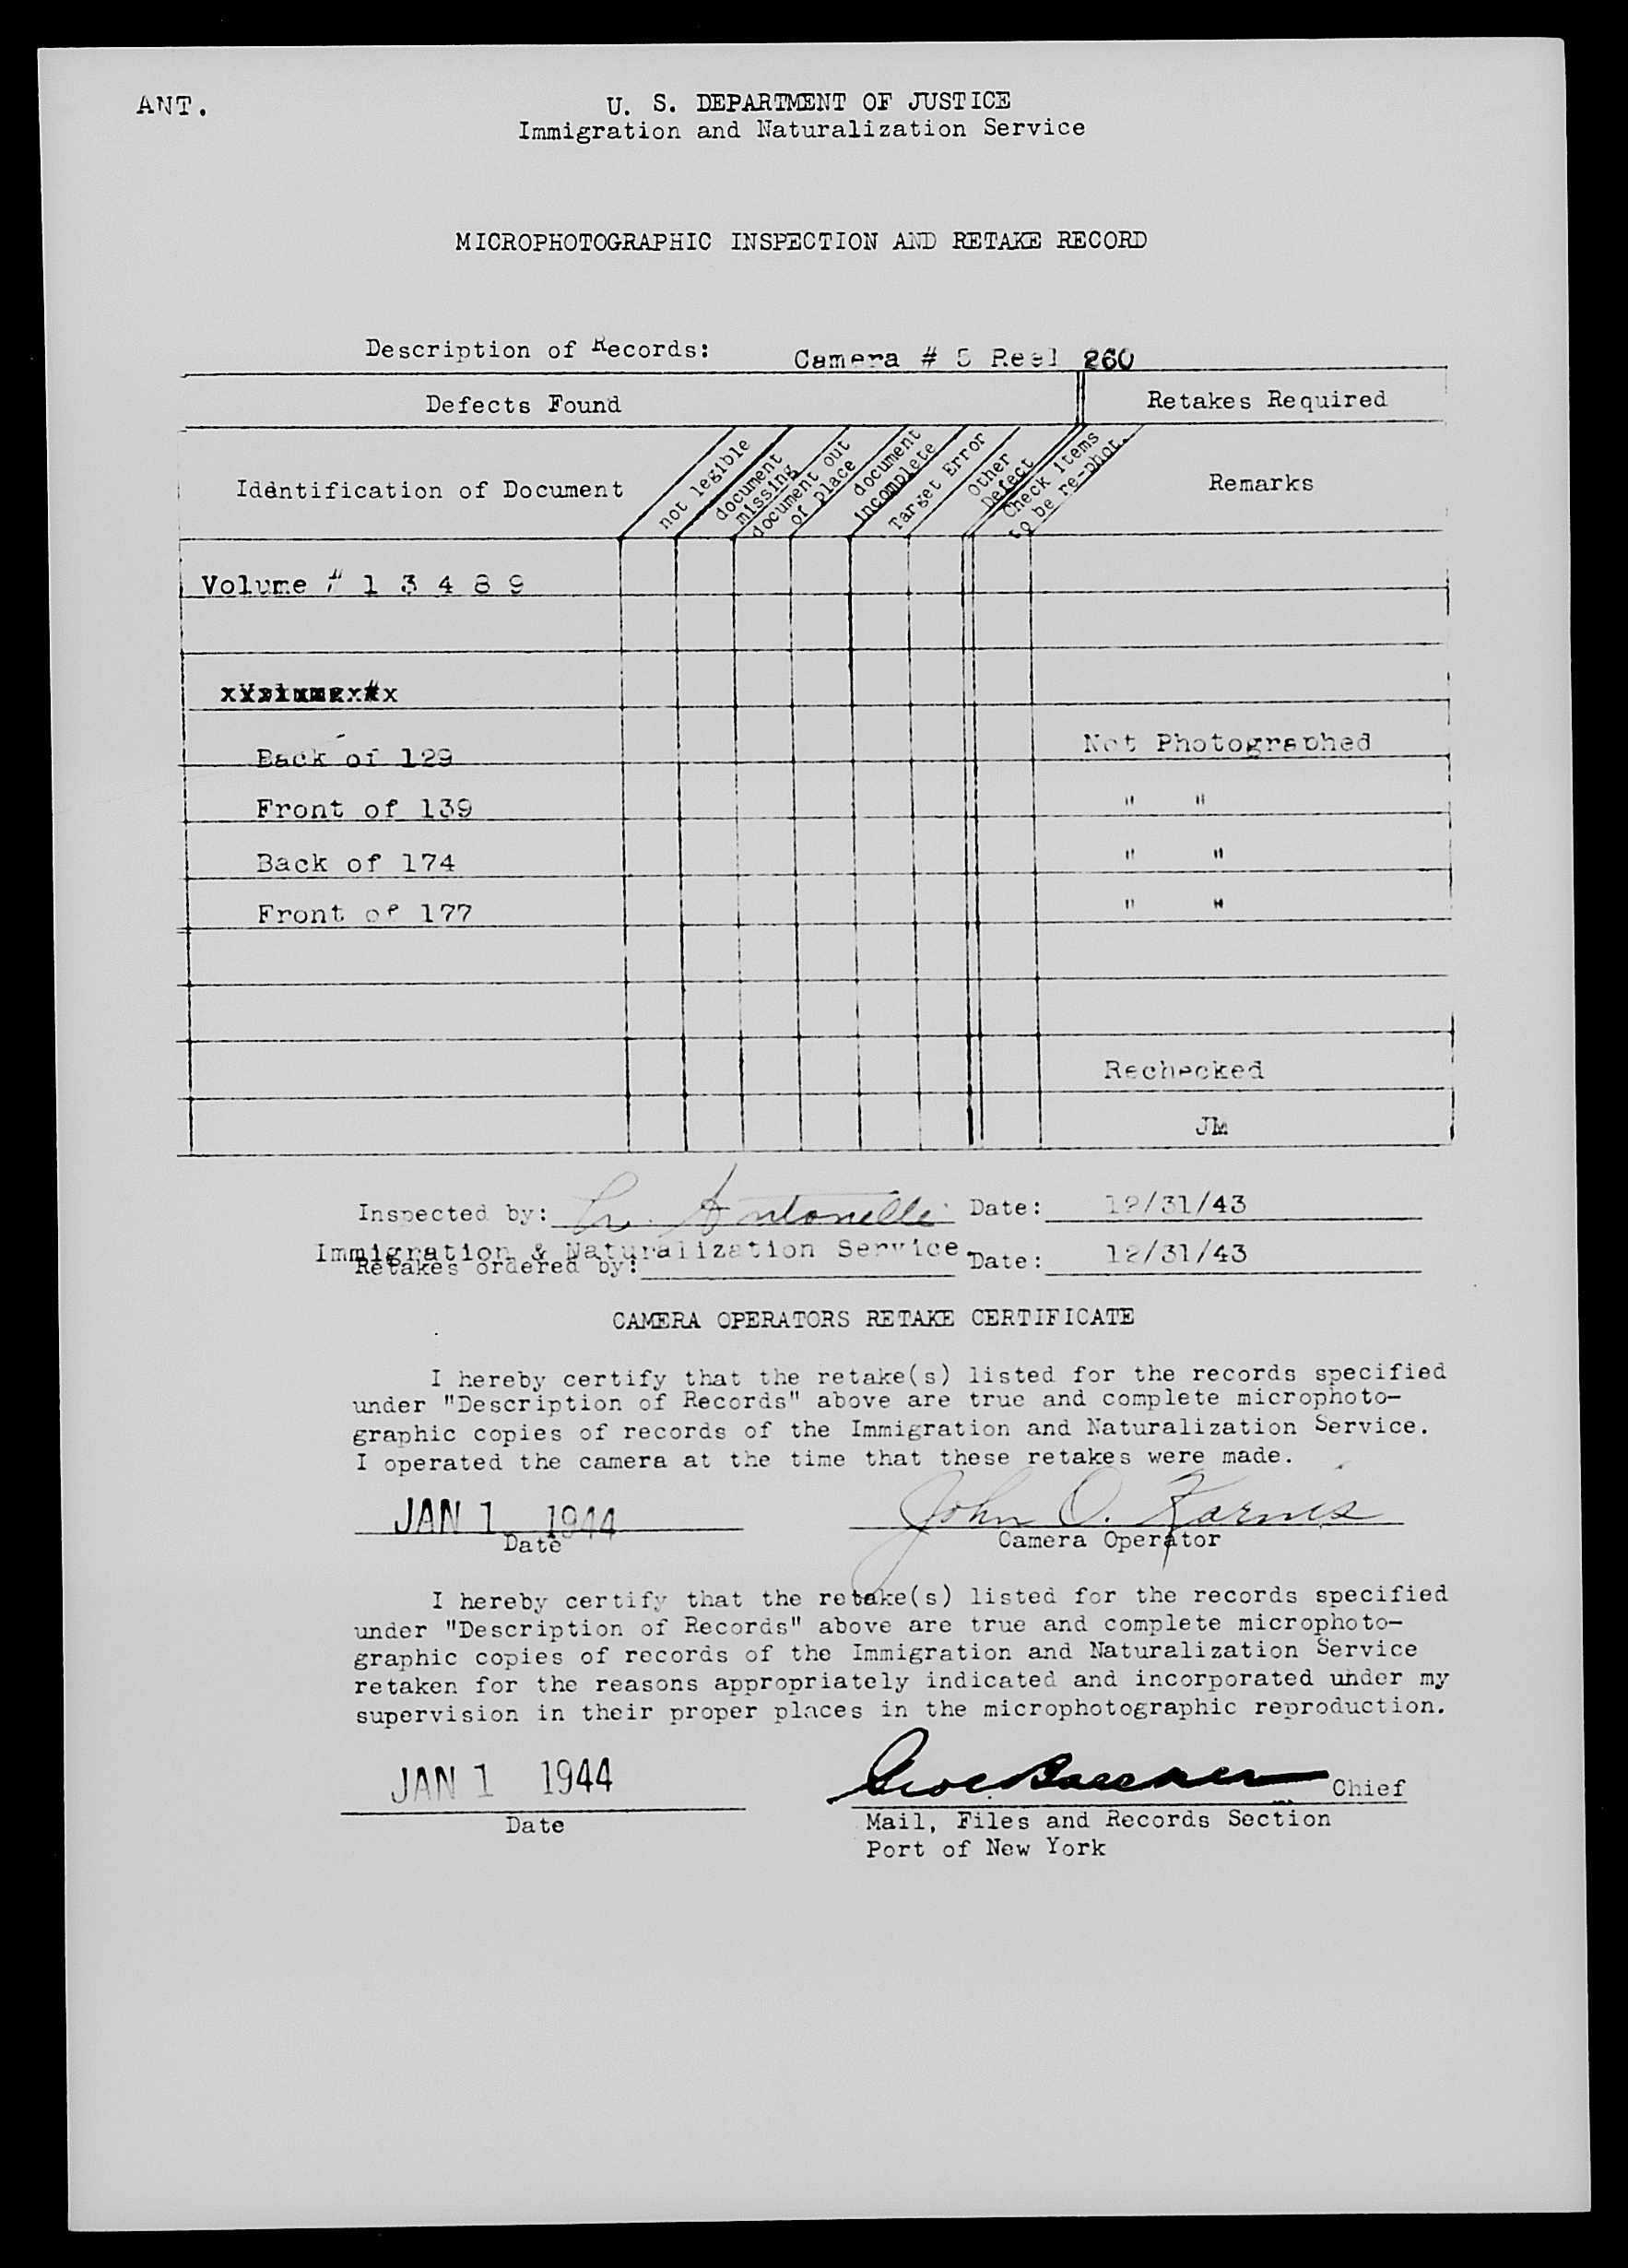 ANT.
U. S. DEPARTMENT OF JUSTICE
Immigration and Naturalization Service
MICROPHOTOGRAPHIC INSPECTION AND RETAKE RECORD
Description of Records: Camera # 5 Reel 260
Defects Found
Retakes Required
Identification of Document
not legible
document missing
document out of place
document incomplete
Target Error
Other Defect
Check items to be re-phot.
Remarks
Volume # 1 3 4 8 9
Back of 129 Not Photographed
Front of 139 " "
Back of 174 " "
Front of 177 " "
Rechecked
JM
Inspected by: Antonelli Date: 12/31/43
Immigration & Naturalization Service.
Retakes ordered by: Date: 12/31/43
CAMERA OPERATORS RETAKE CERTIFICATE
I hereby certify that the retake(s) listed for the records specified
under "Description of Records" above are true and complete microphoto-
graphic copies of records of the Immigration and Naturalization Service.
I operated the camera at the time that these retakes were made.
JAN 1 1944 John O. Karnis
Date Camera Operator
I hereby certify that the retake(s) listed for the records specified
under "Description of Records" above are true and complete microphoto-
graphic copies of records of the Immigration and Naturalization Service
retaken for the reasons appropriately indicated and incorporated under my
supervision in their proper places in the microphotographic reproduction.
JAN 1 1944 Chief
Date Mail, Files and Records Section
Port of New York